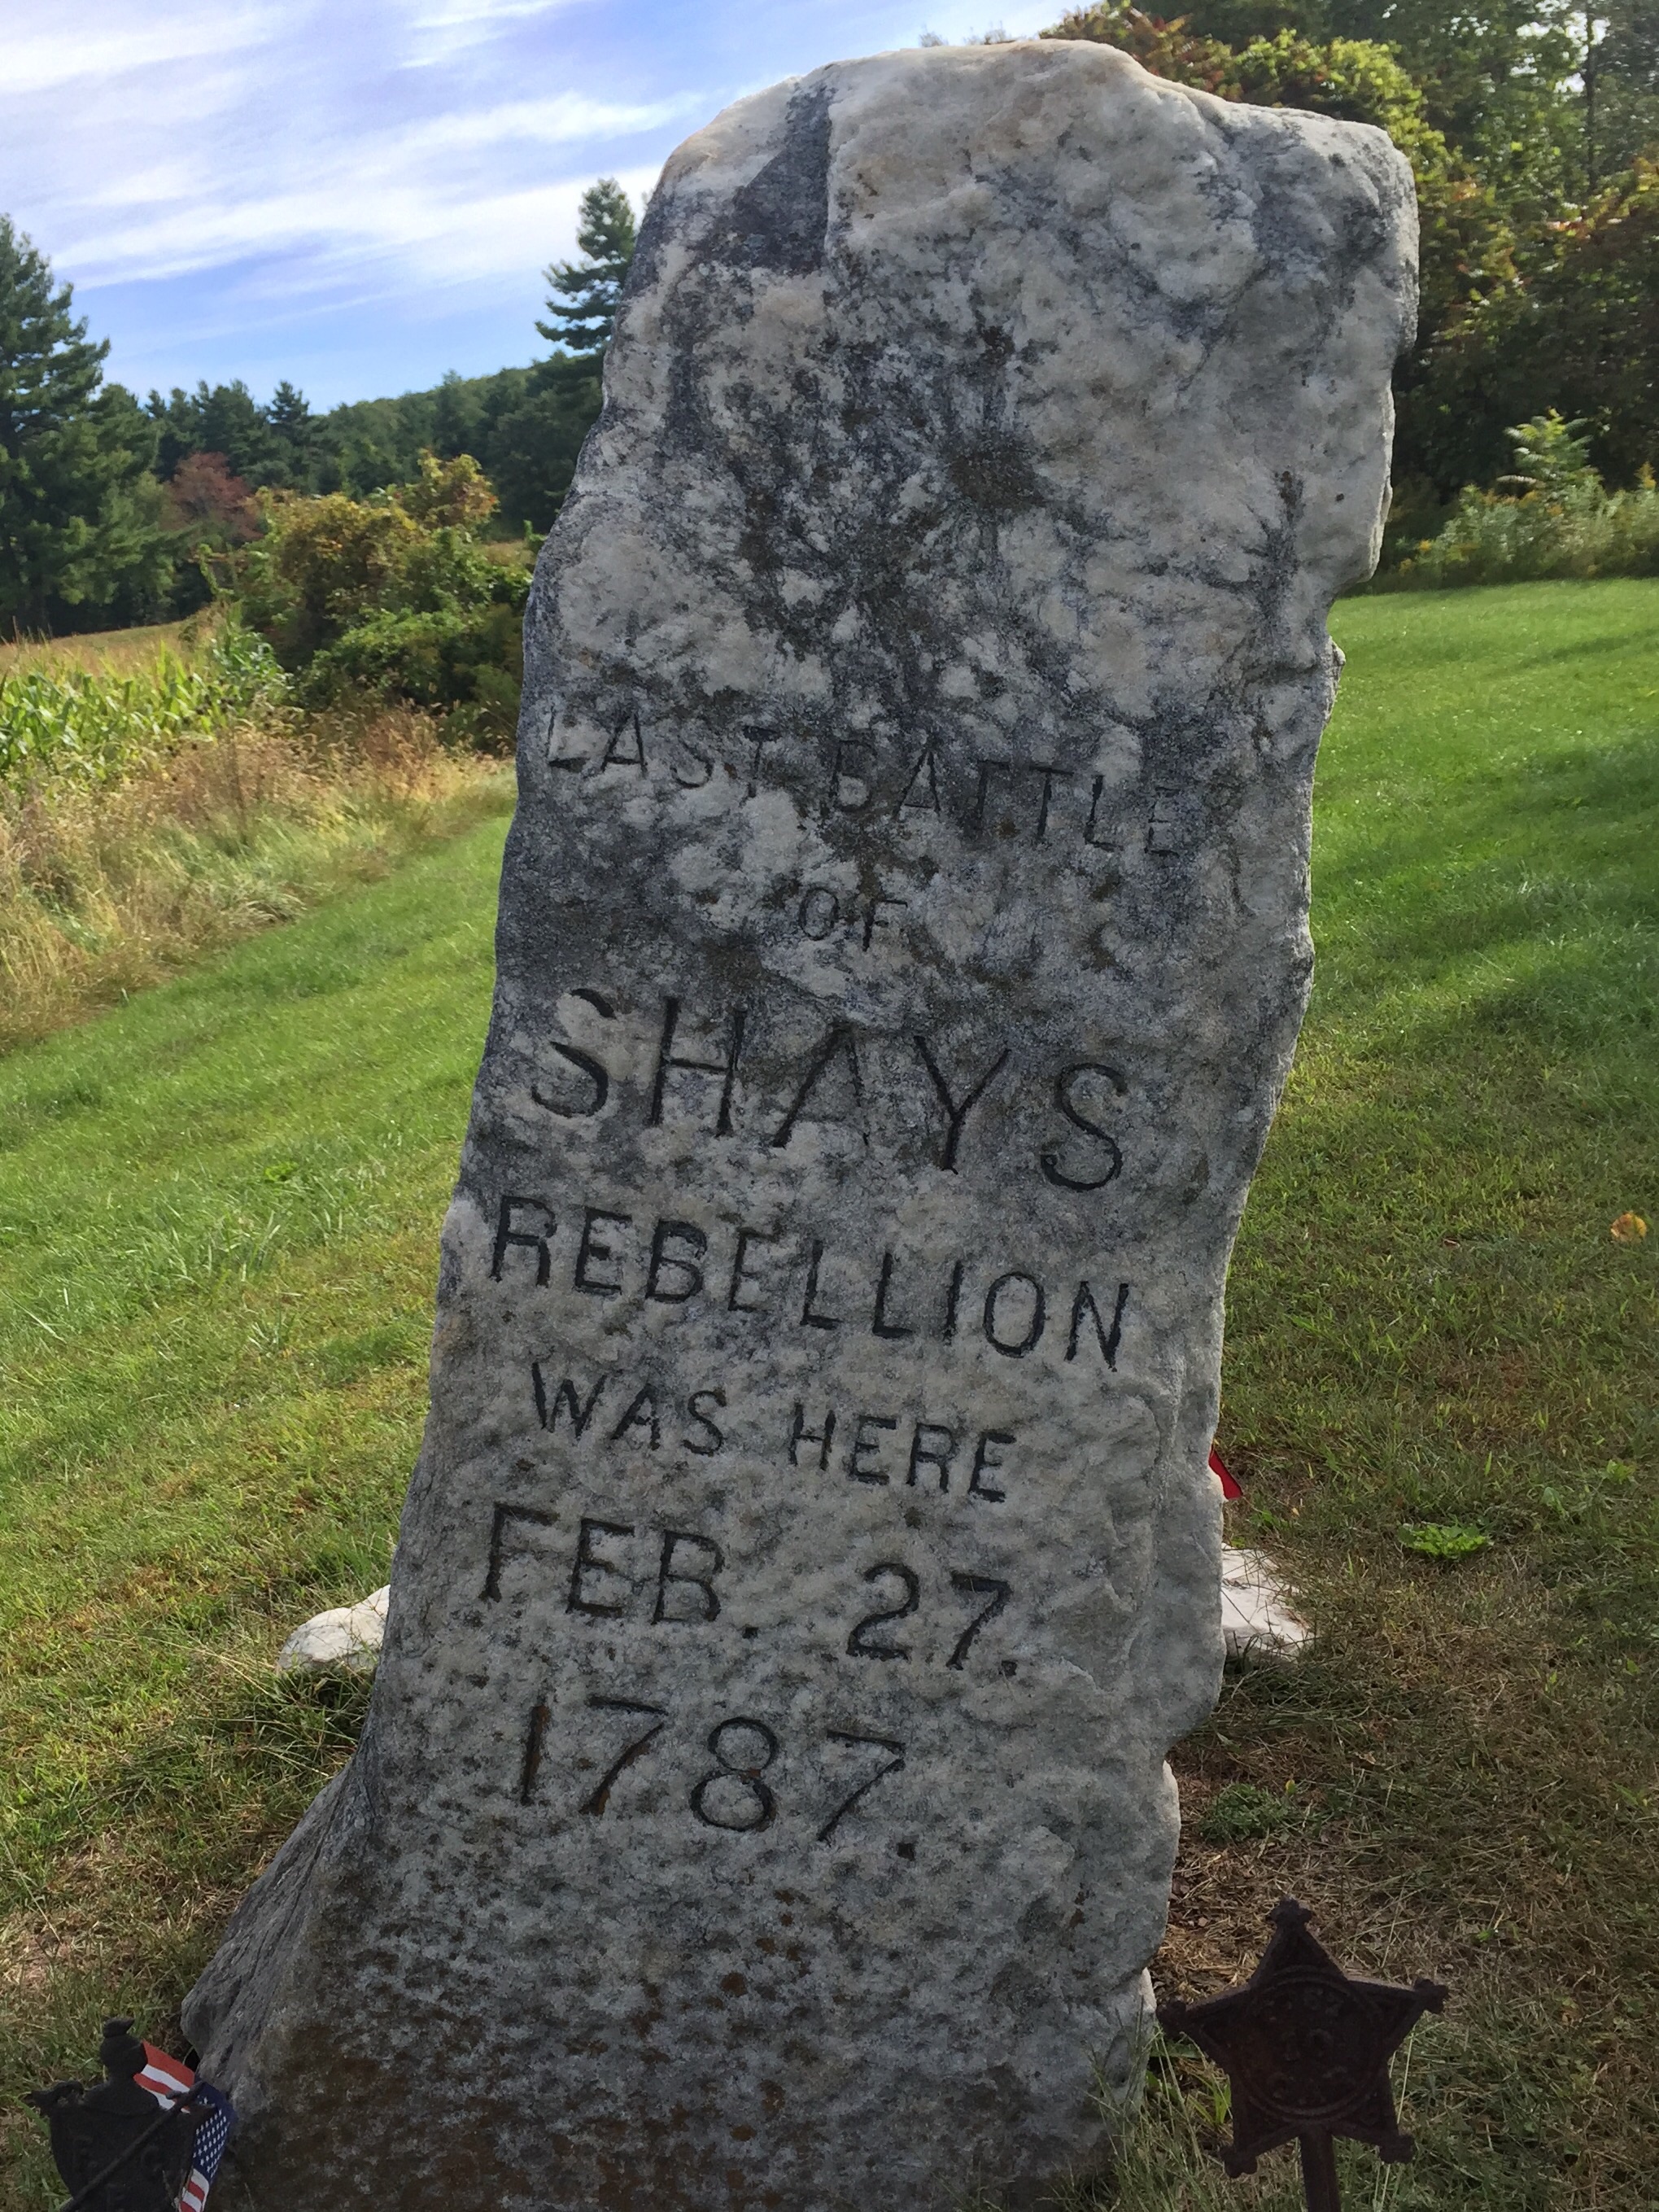 LAST BATTLE
OF
SHAYS
REBELLION
WAS HERE
FEB. 27.
1787.